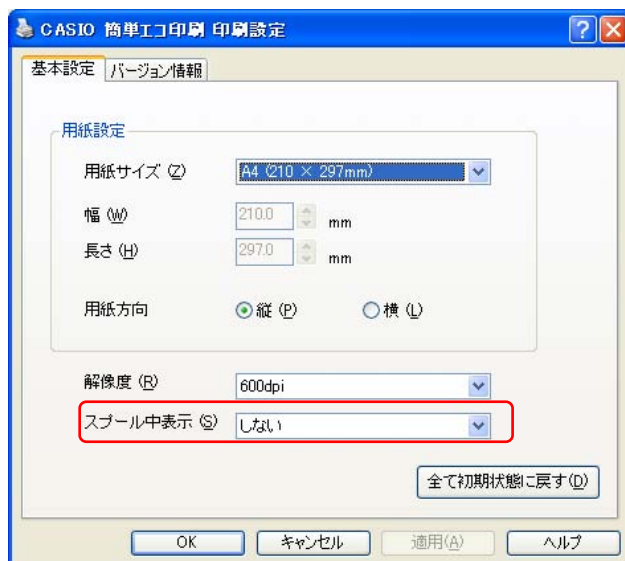 CASIO 簡単エコ印刷 印刷設定
基本設定 バージョン情報
用紙設定
用紙サイズ (Z) A4 (210 × 297mm)
幅 (W) 210.0 mm
長さ (H) 297.0 mm
用紙方向 縦 (P) 横 (L)
解像度 (R) 600dpi
スプール中表示 (S) しない
全て初期状態に戻す(D)
OK キャンセル 適用(A) ヘルプ